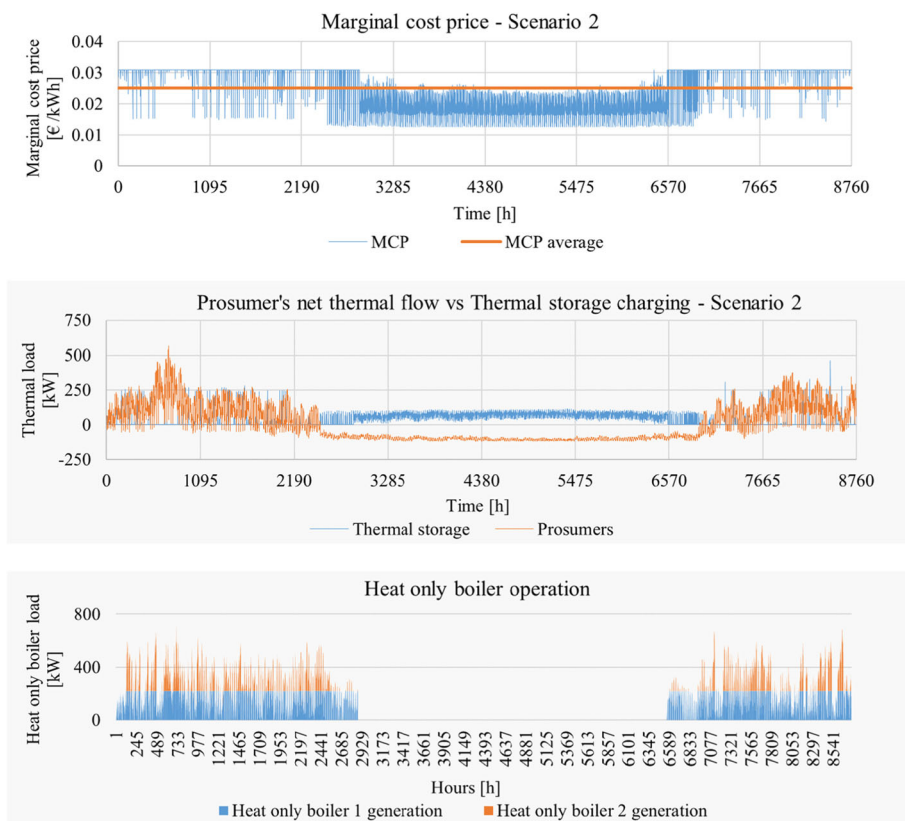 Marginal cost price - Scenario 2
Marginal cost price
[€ /kWh]
0.04
0.03
0.02
0.01
0
0 1095 2190 3285 4380 5475 6570 7665 8760
Time [h]
MCP MCP average
Prosumer's net thermal flow vs Thermal storage charging - Scenario 2
Thermal load
[kW]
750
500
250
0
-250
0 1095 2190 3285 4380 5475 6570 7665 8760
Time [h]
Thermal storage Prosumers
Heat only boiler operation
Heat only boiler load
[kW]
800
400
0
1 245 489 733 977 1221 1465 1709 1953 2197 2441 2685 2929 3173 3417 3661 3905 4149 4393 4637 4881 5125 5369 5613 5857 6101 6345 6589 6833 7077 7321 7565 7809 8053 8297 8541
Hours [h]
Heat only boiler 1 generation Heat only boiler 2 generation